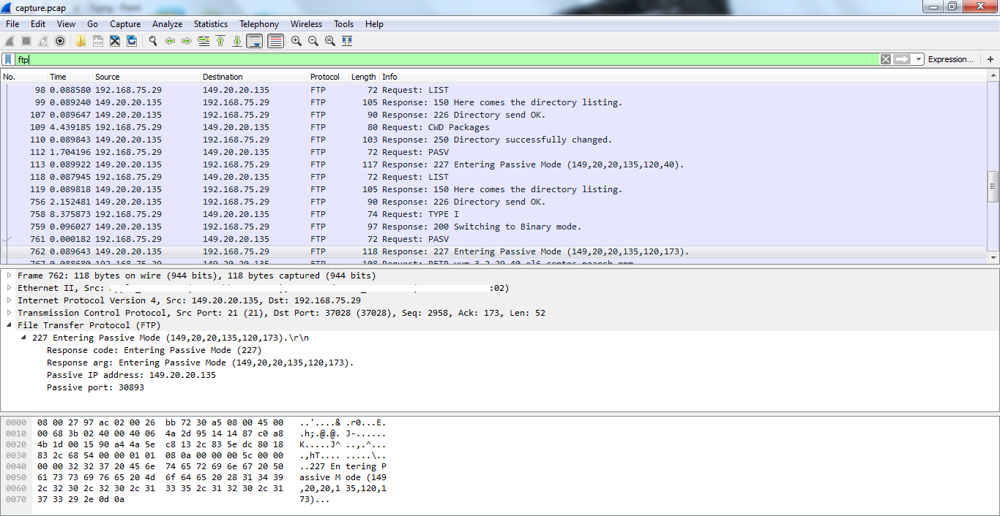 capture.pcap
File Edit View Go Capture Analyze Statistics Telephony Wireless Tools Help
ftp Expression... +
No. Time Source Destination Protocol Length Info
98 0.088580 192.168.75.29 149.20.20.135 FTP 72 Request: LIST
99 0.089240 149.20.20.135 192.168.75.29 FTP 105 Response: 150 Here comes the directory listing.
107 0.089647 149.20.20.135 192.168.75.29 FTP 90 Response: 226 Directory send OK.
109 4.439185 192.168.75.29 149.20.20.135 FTP 80 Request: CWD Packages
110 0.089843 149.20.20.135 192.168.75.29 FTP 103 Response: 250 Directory successfully changed.
112 1.704196 192.168.75.29 149.20.20.135 FTP 72 Request: PASV
113 0.089922 149.20.20.135 192.168.75.29 FTP 117 Response: 227 Entering Passive Mode (149,20,20,135,120,40).
118 0.087945 192.168.75.29 149.20.20.135 FTP 72 Request: LIST
119 0.089818 149.20.20.135 192.168.75.29 FTP 105 Response: 150 Here comes the directory listing.
756 2.152481 149.20.20.135 192.168.75.29 FTP 90 Response: 226 Directory send OK.
758 8.375873 192.168.75.29 149.20.20.135 FTP 74 Request: TYPE I
759 0.096027 149.20.20.135 192.168.75.29 FTP 97 Response: 200 Switching to Binary mode.
761 0.000182 192.168.75.29 149.20.20.135 FTP 72 Request: PASV
762 0.089643 149.20.20.135 192.168.75.29 FTP 118 Response: 227 Entering Passive Mode (149,20,20,135,120,173).
767 0.088680 192.168.75.29 149.20.20.135 FTP 108 Request: RETR
Frame 762: 118 bytes on wire (944 bits), 118 bytes captured (944 bits)
Ethernet II, Src: :02)
Internet Protocol Version 4, Src: 149.20.20.135, Dst: 192.168.75.29
Transmission Control Protocol, Src Port: 21 (21), Dst Port: 37028 (37028), Seq: 2958, Ack: 173, Len: 52
File Transfer Protocol (FTP)
227 Entering Passive Mode (149,20,20,135,120,173).\r\n
Response code: Entering Passive Mode (227)
Response arg: Entering Passive Mode (149,20,20,135,120,173).
Passive IP address: 149.20.20.135
Passive port: 30893
0000 08 00 27 97 ac 02 00 26 bb 72 30 a5 08 00 45 00 ..'....& .r0...E.
0010 00 68 3b 02 40 00 40 06 4a 2d 95 14 14 87 c0 a8 .h;.@.@. J-......
0020 4b 1d 00 15 90 a4 4a 5e c8 13 2c 83 5e dc 80 18 K.....J^ ..,.^...
0030 83 2c 68 54 00 00 01 01 08 0a 00 00 00 5c 00 00 .,hT.... .....\..
0040 00 00 32 32 37 20 45 6e 74 65 72 69 6e 67 20 50 ..227 En tering P
0050 61 73 73 69 76 65 20 4d 6f 64 65 20 28 31 34 39 assive M ode (149
0060 2c 32 30 2c 32 30 2c 31 33 35 2c 31 32 30 2c 31 ,20,20,1 35,120,1
0070 37 33 29 2e 0d 0a 73)...